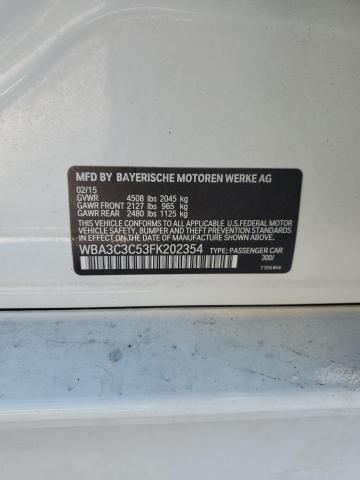 MFD BY BAYERISCHE MOTOREN WERKE AG
02/15
GVWR 4508 lbs 2045 kg
GAWR FRONT 2127 lbs 965 kg
GAWR REAR 2480 lbs 1125 kg
THIS VEHICLE CONFORMS TO ALL APPLICABLE U.S.FEDERAL MOTOR
VEHICLE SAFETY, BUMPER AND THEFT PREVENTION STANDARDS
IN EFFECT ON THE DATE OF MANUFACTURE SHOWN ABOVE.
WBA3C3C53FK202354 TYPE: PASSENGER CAR
300/